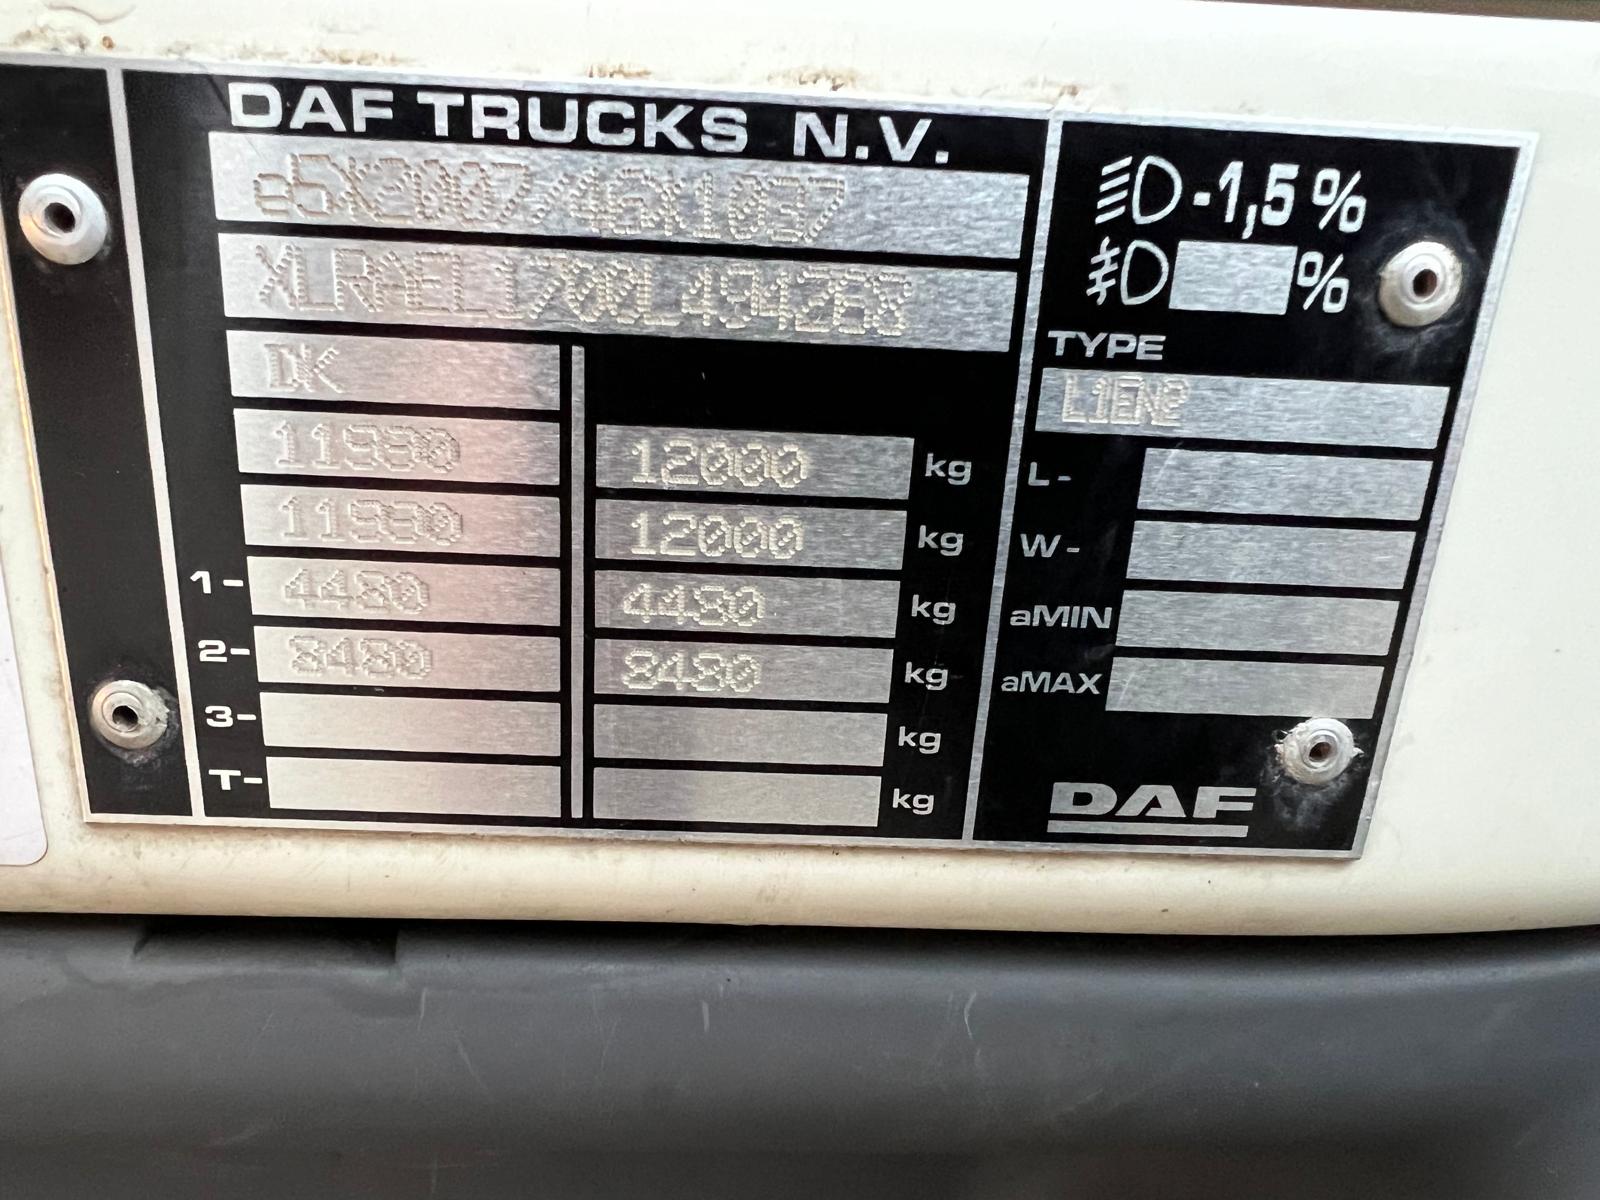 DAF TRUCKS N.V.
e5*2007/46*1037
XLRAEL1700L494268
DK
11980 12000 kg
11980 12000 kg
1- 4480 4480 kg
2- 8480 8480 kg
3- kg
T- kg
-1,5%
%
TYPE
L1EN2
L-
W-
aMIN
aMAX
DAF